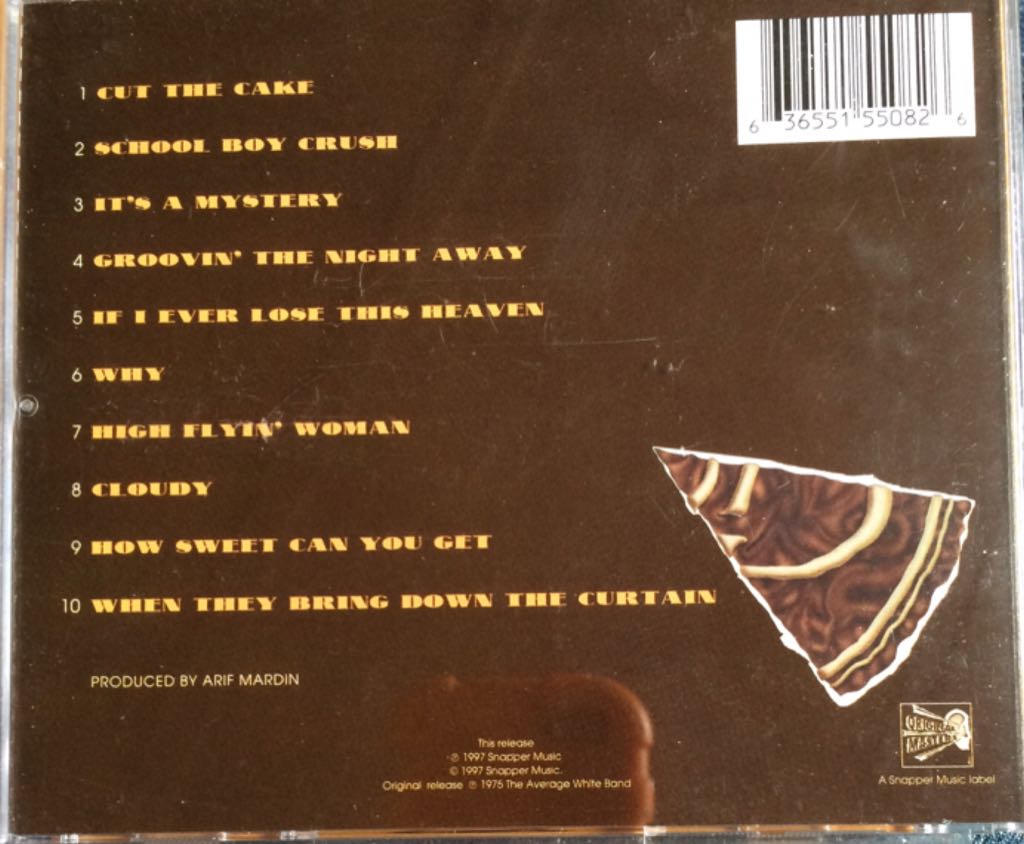 6 36551 55082 6
1 CUT THE CAKE
2 SCHOOL BOY CRUSH
3 IT'S A MYSTERY
4 GROOVIN' THE NIGHT AWAY
5 IF I EVER LOSE THIS HEAVEN
6 WHY
7 HIGH FLYIN' WOMAN
8 CLOUDY
9 HOW SWEET CAN YOU GET
10 WHEN THEY BRING DOWN THE CURTAIN
PRODUCED BY ARIF MARDIN
This release
℗ 1997 Snapper Music
© 1997 Snapper Music.
Original release ℗ 1975 The Average White Band
ORIGINAL
MASTERS
A Snapper Music label